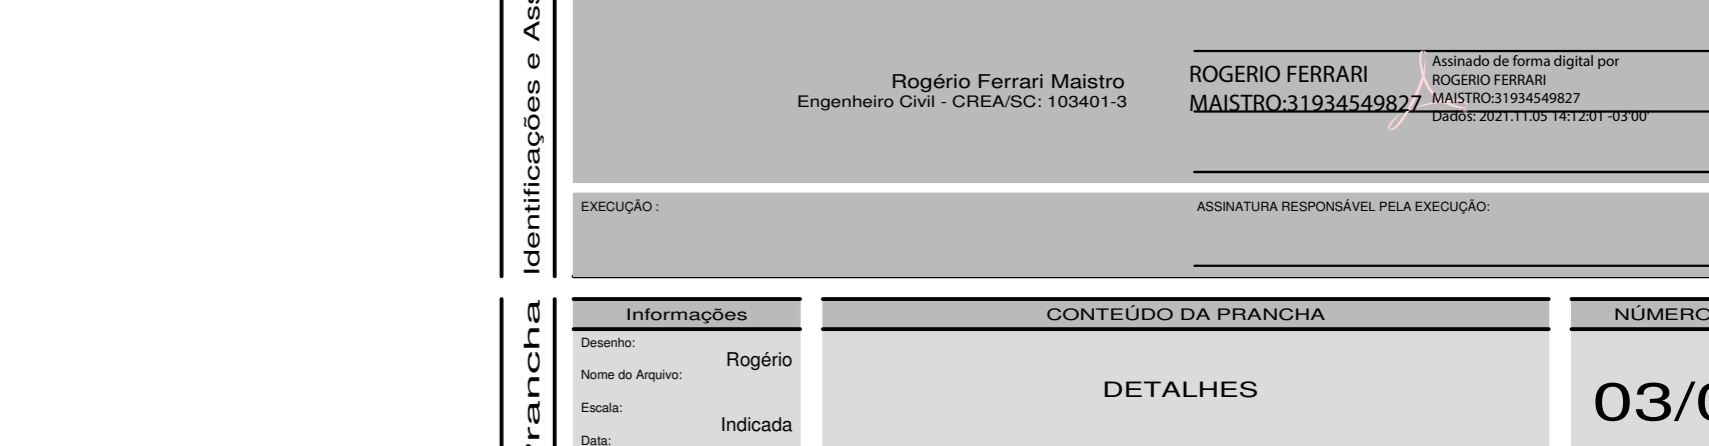 Identificações e Ass
Rogério Ferrari Maistro
Engenheiro Civil - CREA/SC: 103401-3
ROGERIO FERRARI
MAISTRO:31934549827
Assinado de forma digital por
ROGERIO FERRARI
MAISTRO:31934549827
Dados: 2021.11.05 14:12:01 -03'00'
EXECUÇÃO :
ASSINATURA RESPONSÁVEL PELA EXECUÇÃO:
Prancha
Informações
Desenho:
Rogério
Nome do Arquivo:
Escala:
Indicada
Data:
CONTEÚDO DA PRANCHA
DETALHES
NÚMERO
03/0